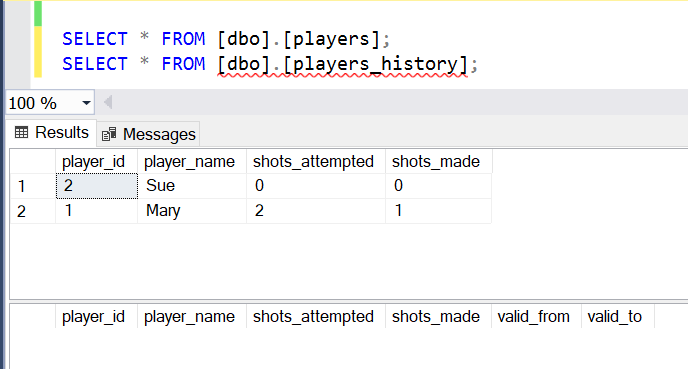 SELECT * FROM [dbo].[players];
SELECT * FROM [dbo].[players_history];
100 %
Results Messages
player_id player_name shots_attempted shots_made
1 2 Sue 0 0
2 1 Mary 2 1
player_id player_name shots_attempted shots_made valid_from valid_to